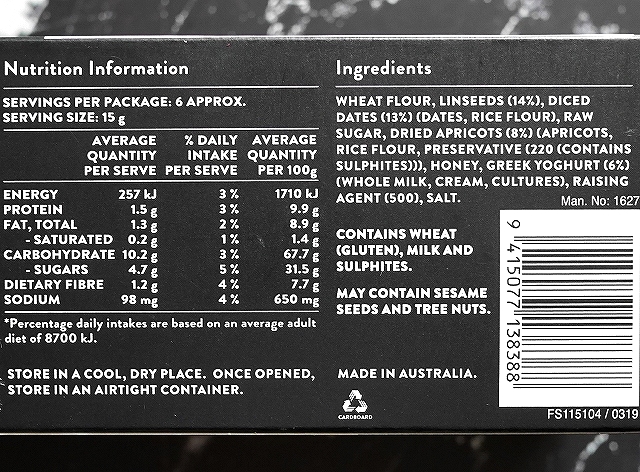 Nutrition Information
SERVINGS PER PACKAGE: 6 APPROX.
SERVING SIZE: 15 g
AVERAGE % DAILY AVERAGE
QUANTITY INTAKE QUANTITY
PER SERVE PER SERVE PER 100g
ENERGY 257 kJ 3 % 1710 kJ
PROTEIN 1.5 g 3 % 9.9 g
FAT, TOTAL 1.3 g 2 % 8.9 g
- SATURATED 0.2 g 1 % 1.4 g
CARBOHYDRATE 10.2 g 3 % 67.7 g
- SUGARS 4.7 g 5 % 31.5 g
DIETARY FIBRE 1.2 g 4 % 7.7 g
SODIUM 98 mg 4 % 650 mg
*Percentage daily intakes are based on an average adult
diet of 8700 kJ.
STORE IN A COOL, DRY PLACE. ONCE OPENED,
STORE IN AN AIRTIGHT CONTAINER.
Ingredients
WHEAT FLOUR, LINSEEDS (14%), DICED
DATES (13%) (DATES, RICE FLOUR), RAW
SUGAR, DRIED APRICOTS (8%) (APRICOTS,
RICE FLOUR, PRESERVATIVE (220 (CONTAINS
SULPHITES))), HONEY, GREEK YOGHURT (6%)
(WHOLE MILK, CREAM, CULTURES), RAISING
AGENT (500), SALT.
Man. No: 1627
CONTAINS WHEAT
(GLUTEN), MILK AND
SULPHITES.
MAY CONTAIN SESAME
SEEDS AND TREE NUTS.
MADE IN AUSTRALIA.
CARDBOARD
9 415077 138388
FS115104 / 0319